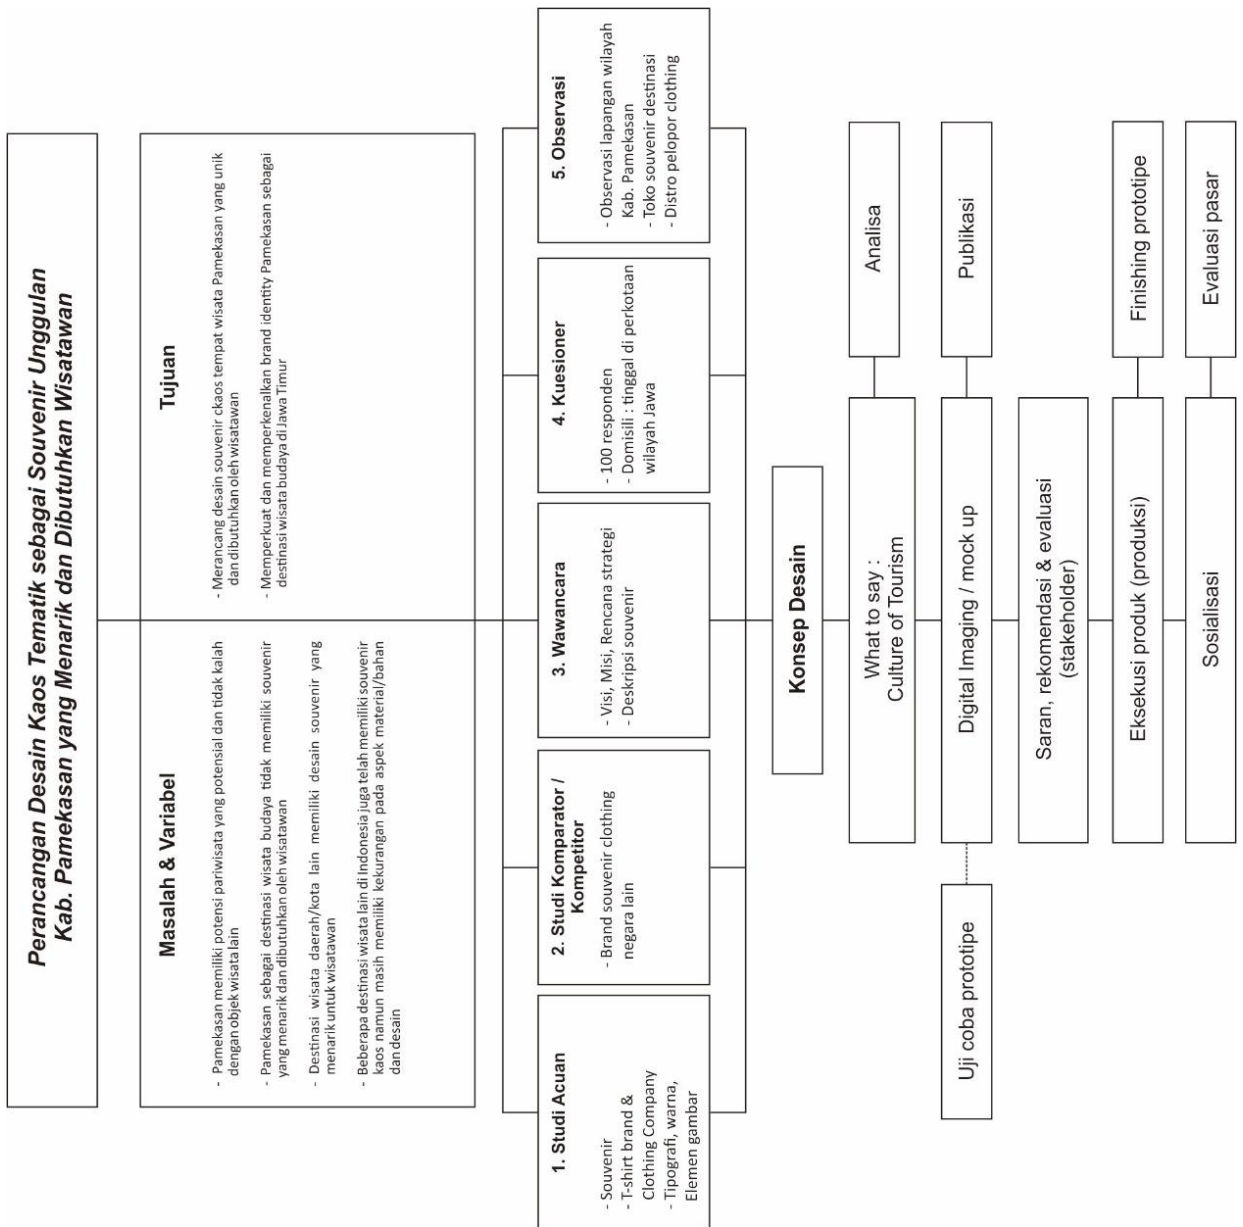 Perancangan Desain Kaos Tematik sebagai Souvenir Unggulan
Kab. Pamekasan yang Menarik dan Dibutuhkan Wisatawan
Masalah & Variabel
- Pamekasan memiliki potensi pariwisata yang potensial dan tidak kalah
dengan objek wisata lain
- Pamekasan sebagai destinasi wisata budaya tidak memiliki souvenir
yang menarik dan dibutuhkan oleh wisatawan
- Destinasi wisata daerah/kota lain memiliki desain souvenir yang
menarik untuk wisatawan
- Beberapa destinasi wisata lain di Indonesia juga telah memiliki souvenir
kaos namun masih memiliki kekurangan pada aspek material/bahan
dan desain
Tujuan
- Merancang desain souvenir ckaos tempat wisata Pamekasan yang unik
dan dibutuhkan oleh wisatawan
- Memperkuat dan memperkenalkan brand identity Pamekasan sebagai
destinasi wisata budaya di Jawa Timur
1. Studi Acuan
- Souvenir
- T-shirt brand &
Clothing Company
- Tipografi, warna,
Elemen gambar
2. Studi Komparator /
Kompetitor
- Brand souvenir clothing
negara lain
3. Wawancara
- Visi, Misi, Rencana strategi
- Deskripsi souvenir
4. Kuesioner
- 100 responden
- Domisili : tinggal di perkotaan
wilayah Jawa
5. Observasi
- Observasi lapangan wilayah
Kab. Pamekasan
- Toko souvenir destinasi
- Distro pelopor clothing
Konsep Desain
What to say :
Culture of Tourism
Analisa
Uji coba prototipe
Digital Imaging / mock up
Publikasi
Saran, rekomendasi & evaluasi
(stakeholder)
Eksekusi produk (produksi)
Finishing prototipe
Sosialisasi
Evaluasi pasar